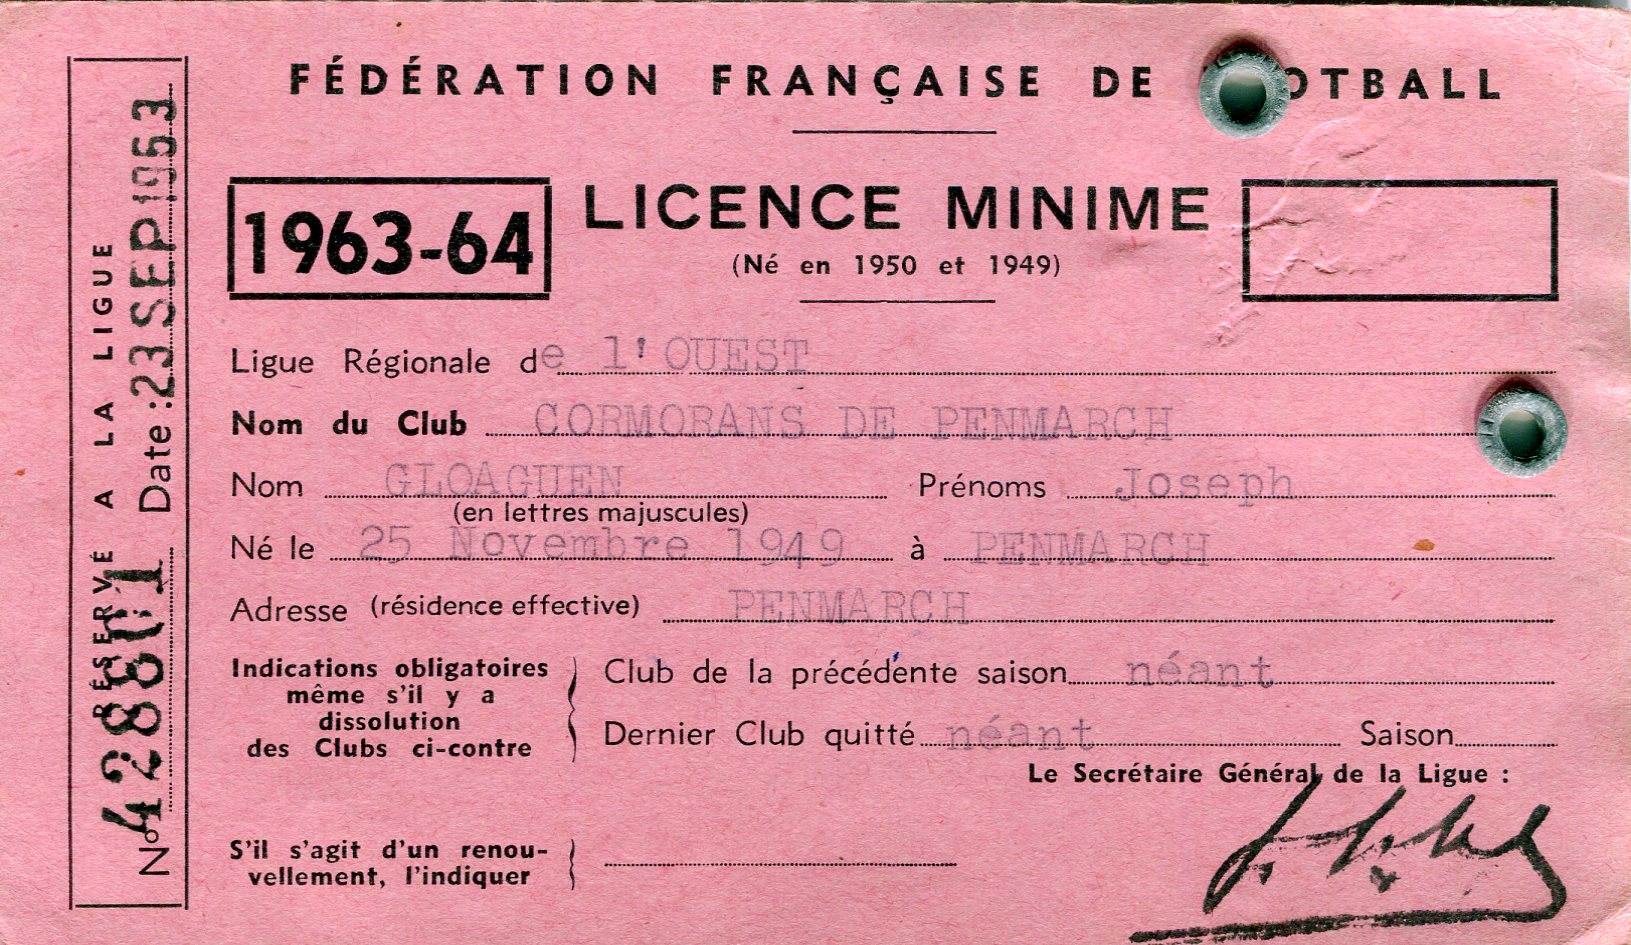 FÉDÉRATION FRANÇAISE DE OTBALL
1963-64
LICENCE MINIME
(Né en 1950 et 1949)
Ligue Régionale de l'OUEST
Nom du Club CORMORANS DE PENMARCH
Nom GLOAGUEN Prénoms Joseph
(en lettres majuscules)
Né le 25 Novembre 1949 à PENMARCH
Adresse (résidence effective) PENMARCH
Indications obligatoires
même s'il y a
dissolution
des Clubs ci-contre
Club de la précédente saison néant
Dernier Club quitté néant Saison
Le Secrétaire Général de la Ligue :
S'il s'agit d'un renou-
vellement, l'indiquer
RÉSERVÉ A LA LIGUE
N° 428801 Date : 23 SEP 1963